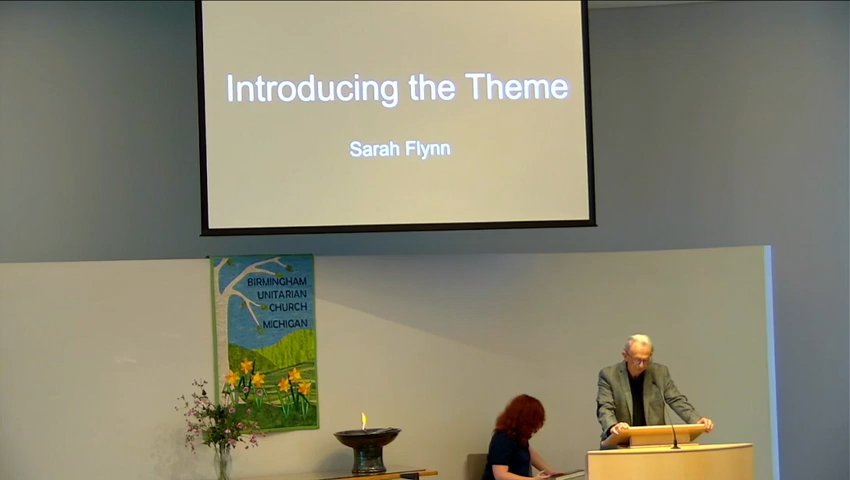 Introducing the Theme
Sarah Flynn
BIRMINGHAM
UNITARIAN
CHURCH
MICHIGAN